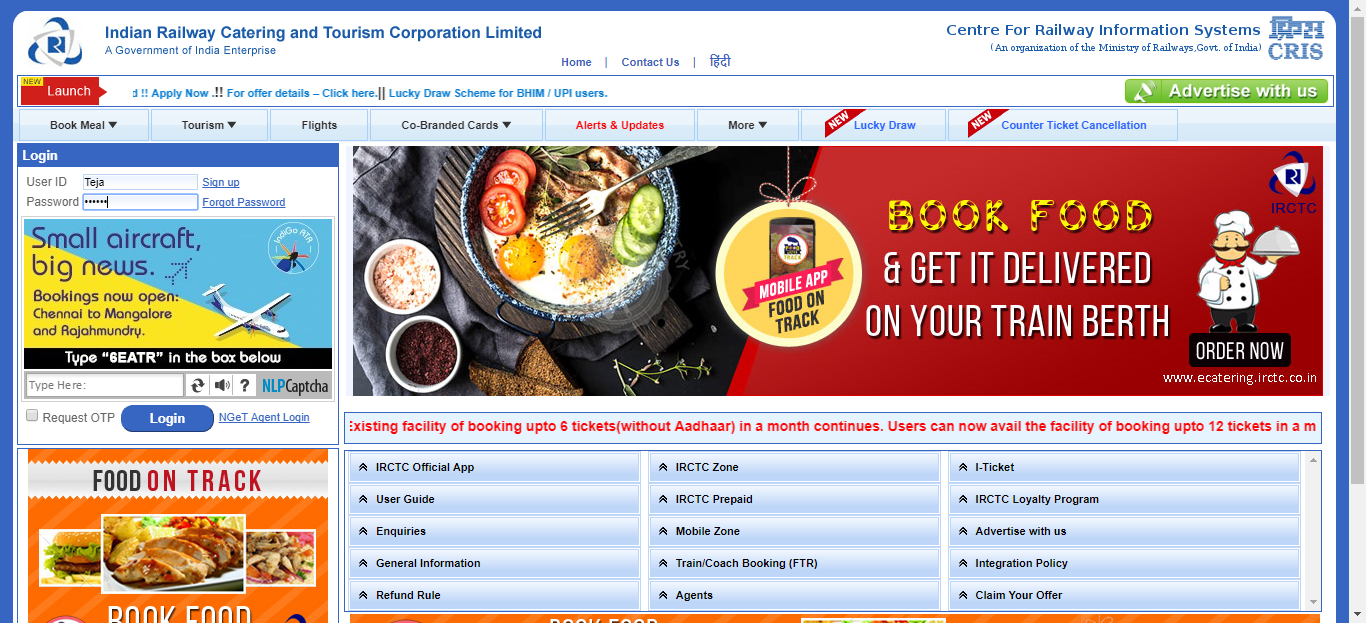 Indian Railway Catering and Tourism Corporation Limited
A Government of India Enterprise
Centre For Railway Information Systems
(An organization of the Ministry of Railways,Govt. of India)
CRIS
Home | Contact Us | हिंदी
NEW
Launch
d !! Apply Now .!! For offer details – Click here.|| Lucky Draw Scheme for BHIM / UPI users.
Advertise with us
Book Meal
Tourism
Flights
Co-Branded Cards
Alerts & Updates
More
NEW Lucky Draw
NEW Counter Ticket Cancellation
Login
User ID Teja Sign up
Password •••••• Forgot Password
Small aircraft,
big news.
IndiGo ATR
Bookings now open:
Chennai to Mangalore
and Rajahmundry.
Type “6EATR” in the box below
Type Here:
?
NLPCaptcha
Request OTP Login NGeT Agent Login
FOOD ON TRACK
BOOK FOOD
IRCTC
BOOK FOOD
& GET IT DELIVERED
ON YOUR TRAIN BERTH
MOBILE APP
FOOD ON
TRACK
ORDER NOW
www.ecatering.irctc.co.in
Existing facility of booking upto 6 tickets(without Aadhaar) in a month continues. Users can now avail the facility of booking upto 12 tickets in a m
IRCTC Official App
IRCTC Zone
I-Ticket
User Guide
IRCTC Prepaid
IRCTC Loyalty Program
Enquiries
Mobile Zone
Advertise with us
General Information
Train/Coach Booking (FTR)
Integration Policy
Refund Rule
Agents
Claim Your Offer
BOOK FOOD